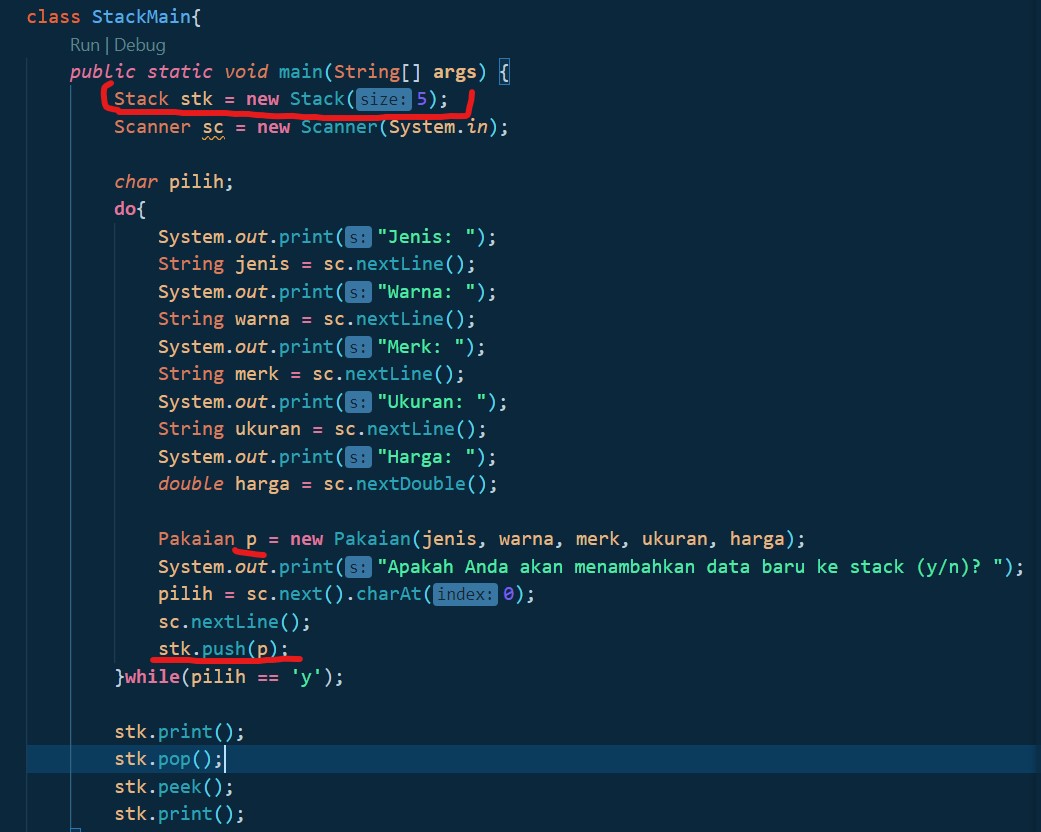 class StackMain{
Run | Debug
public static void main(String[] args) {
Stack stk = new Stack(size: 5);
Scanner sc = new Scanner(System.in);
char pilih;
do{
System.out.print(s: "Jenis: ");
String jenis = sc.nextLine();
System.out.print(s: "Warna: ");
String warna = sc.nextLine();
System.out.print(s: "Merk: ");
String merk = sc.nextLine();
System.out.print(s: "Ukuran: ");
String ukuran = sc.nextLine();
System.out.print(s: "Harga: ");
double harga = sc.nextDouble();
Pakaian p = new Pakaian(jenis, warna, merk, ukuran, harga);
System.out.print(s: "Apakah Anda akan menambahkan data baru ke stack (y/n)? ");
pilih = sc.next().charAt(index: 0);
sc.nextLine();
stk.push(p);
}while(pilih == 'y');
stk.print();
stk.pop();
stk.peek();
stk.print();